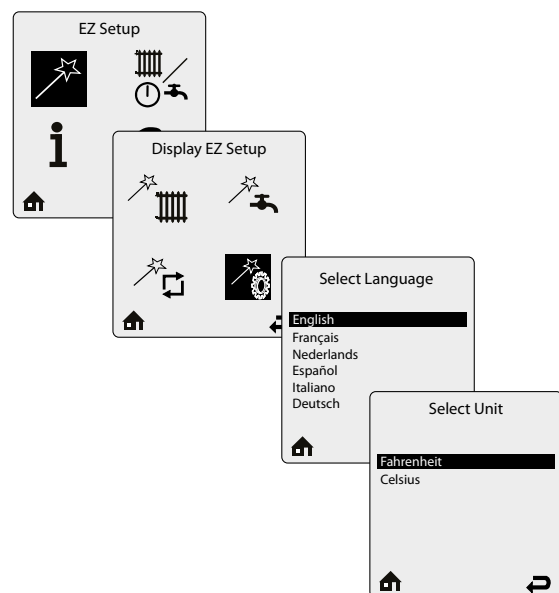 EZ Setup
Display EZ Setup
Select Language
English
Français
Nederlands
Español
Italiano
Deutsch
Select Unit
Fahrenheit
Celsius